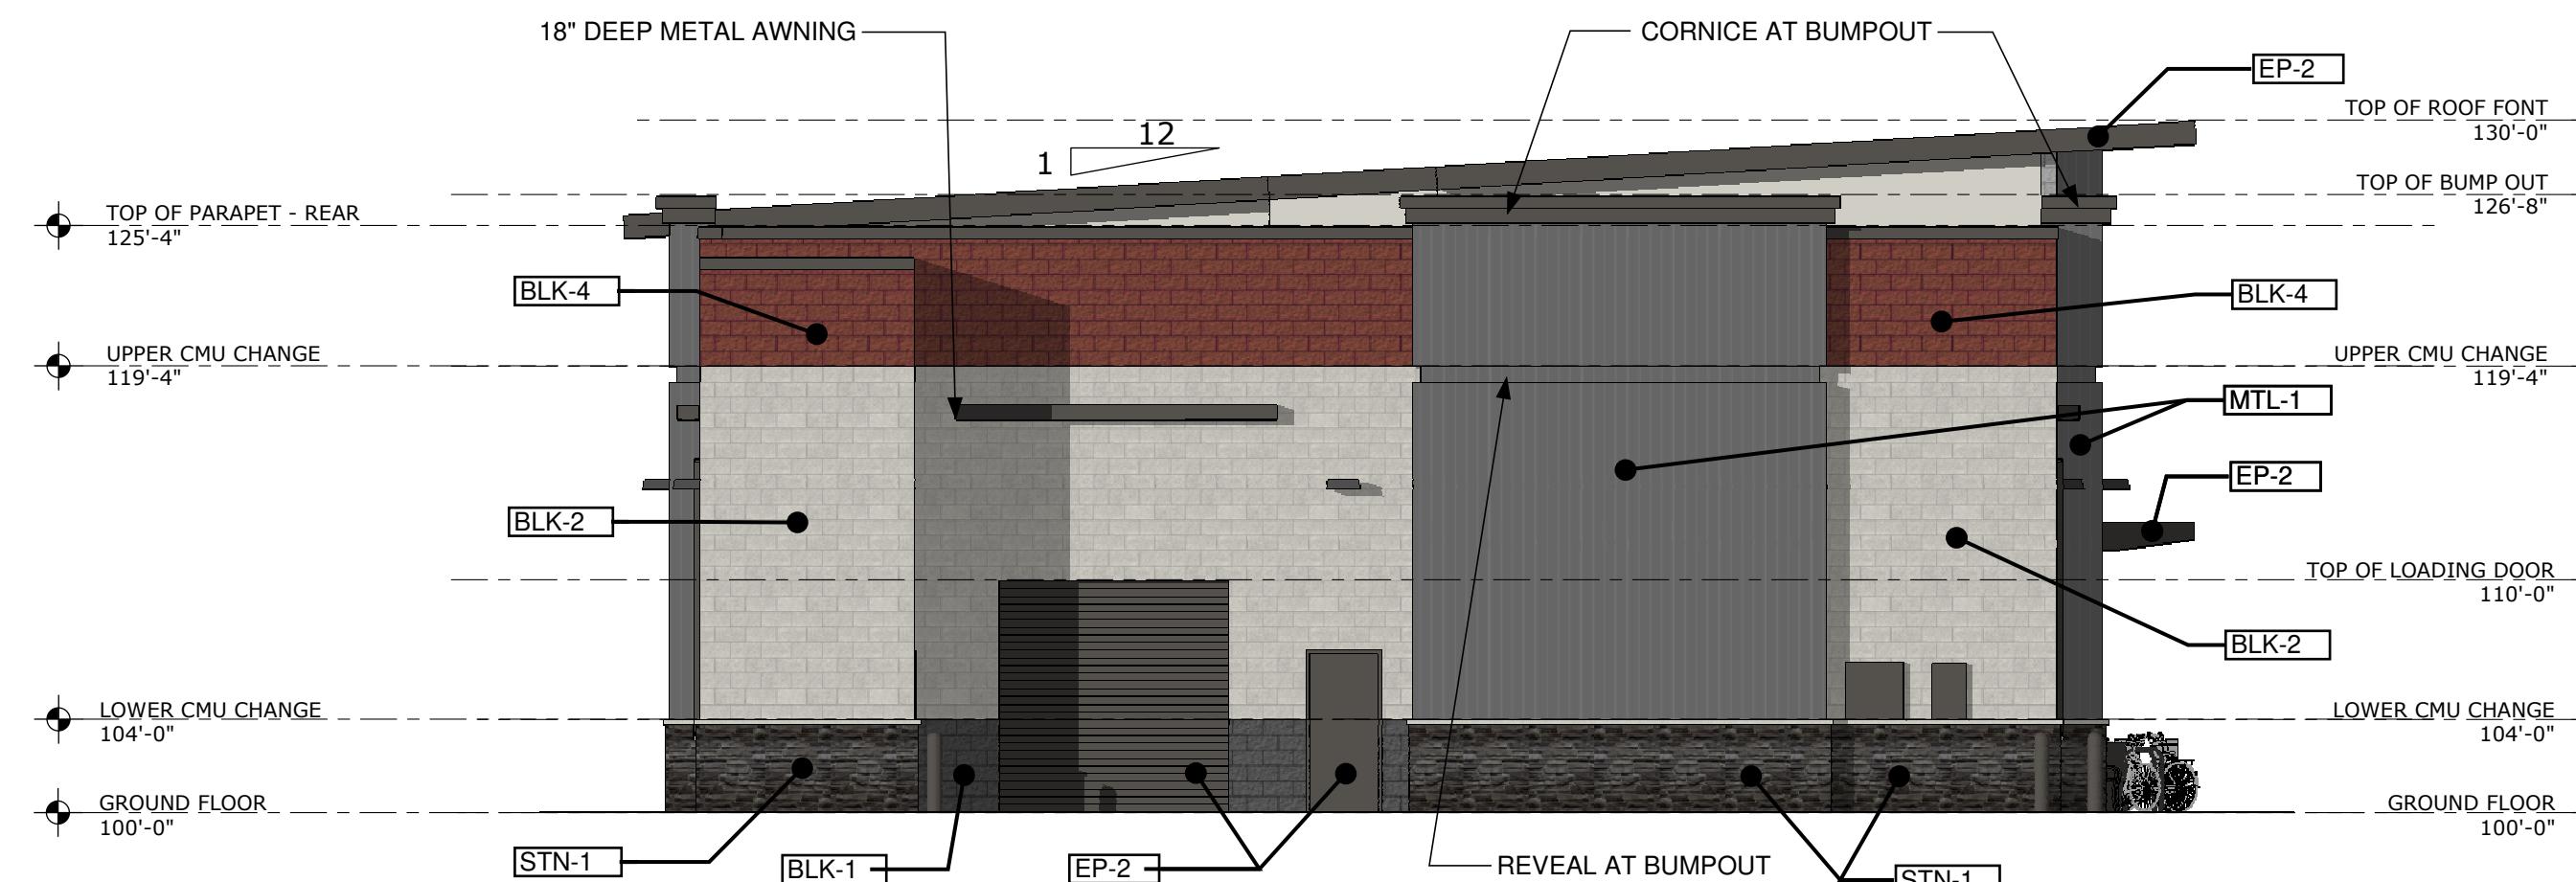 18" DEEP METAL AWNING
CORNICE AT BUMPOUT
EP-2
TOP OF ROOF FONT
130'-0"
12
1
TOP OF BUMP OUT
126'-8"
TOP OF PARAPET - REAR
125'-4"
BLK-4
BLK-4
UPPER CMU CHANGE
119'-4"
UPPER CMU CHANGE
119'-4"
MTL-1
EP-2
BLK-2
TOP OF LOADING DOOR
110'-0"
BLK-2
LOWER CMU CHANGE
104'-0"
LOWER CMU CHANGE
104'-0"
GROUND FLOOR
100'-0"
GROUND FLOOR
100'-0"
STN-1
BLK-1
EP-2
REVEAL AT BUMPOUT
STN-1